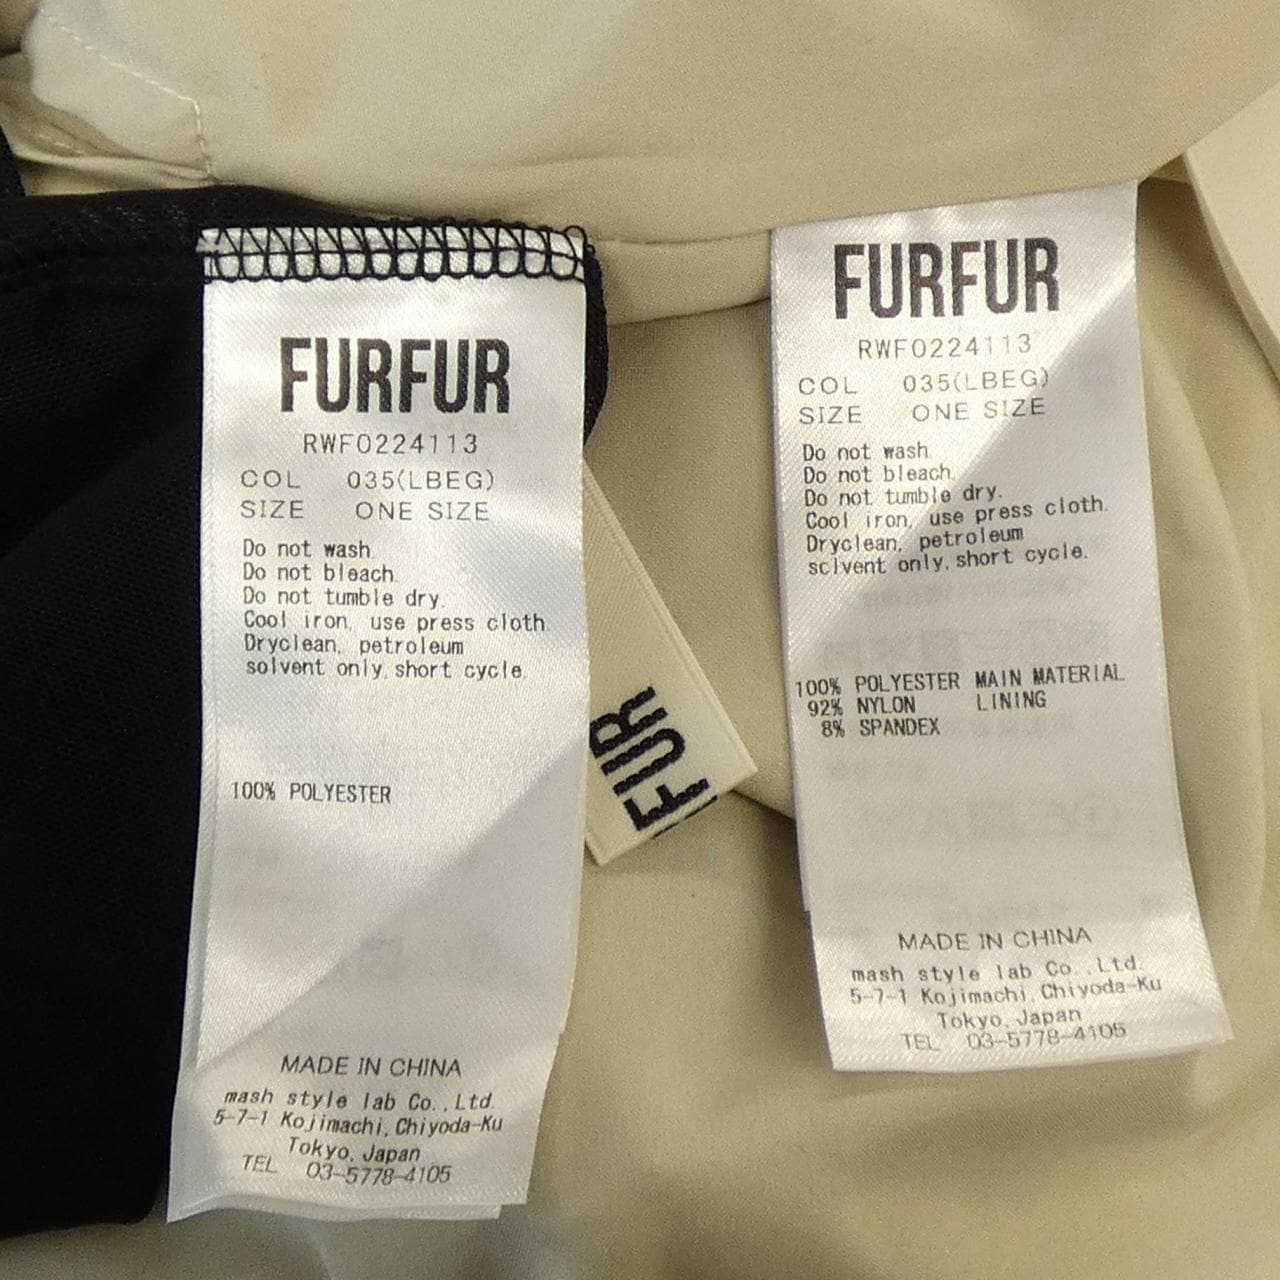 FURFUR
RWF0224113
COL 035(LBEG)
SIZE ONE SIZE
Do not wash.
Do not bleach.
Do not tumble dry.
Cool iron, use press cloth.
Dryclean, petroleum
solvent only, short cycle.
100% POLYESTER
MADE IN CHINA
mash style lab Co., Ltd.
5-7-1 Kojimachi, Chiyoda-Ku
Tokyo, Japan
TEL 03-5778-4105
FUR
FUR
FURFUR
RWF0224113
COL 035(LBEG)
SIZE ONE SIZE
Do not wash.
Do not bleach.
Do not tumble dry.
Cool iron, use press cloth.
Dryclean, petroleum
solvent only, short cycle.
100% POLYESTER MAIN MATERIAL
92% NYLON LINING
8% SPANDEX
MADE IN CHINA
mash style lab Co., Ltd.
5-7-1 Kojimachi, Chiyoda-Ku
Tokyo, Japan
TEL 03-5778-4105